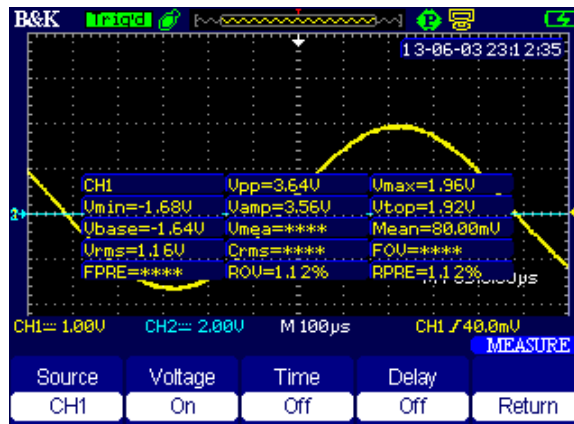 B&K Trig'd P
13-06-03 23:12:35
CH1 Vpp=3.64V Vmax=1.96V
Vmin=-1.68V Vamp=3.56V Vtop=1.92V
Vbase=-1.64V Vmea=**** Mean=80.00mV
Vrms=1.16V Crms=**** FOV=****
FPRE=**** ROV=1.12% RPRE=1.12%
CH1 1.00V CH2 2.00V M 100µs CH1 40.0mV
MEASURE
Source Voltage Time Delay
CH1 On Off Off Return